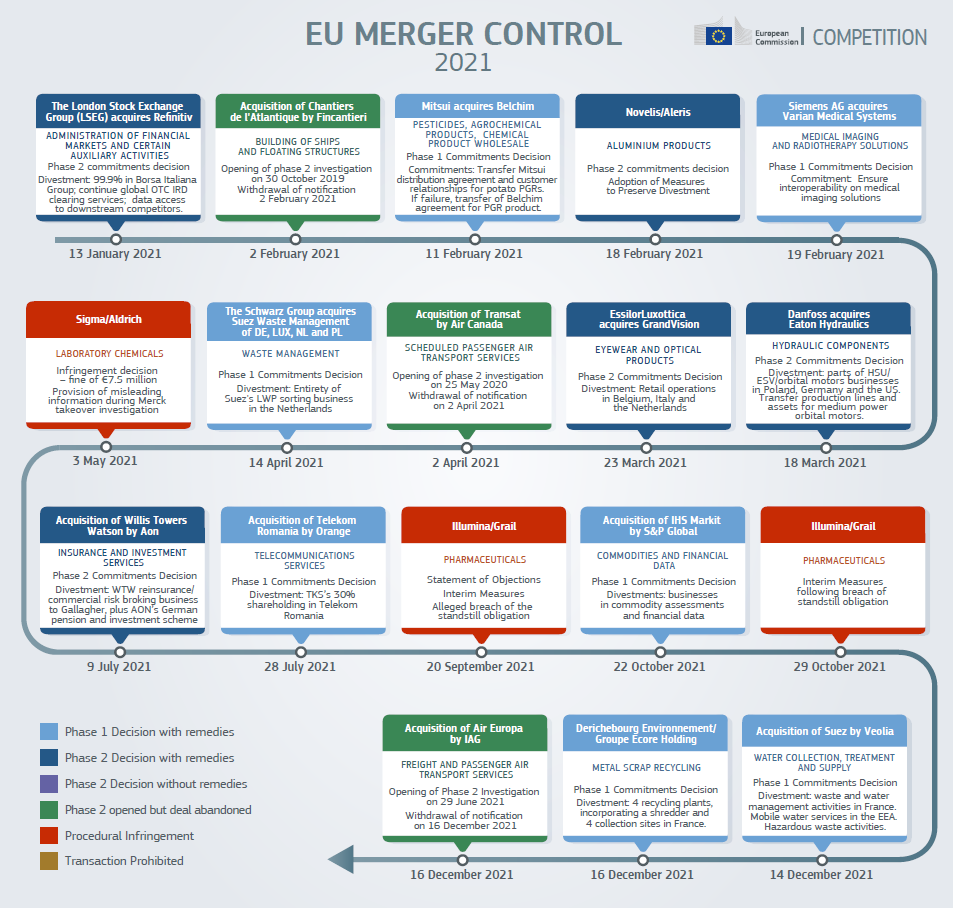 EU MERGER CONTROL
2021
European
Commission
COMPETITION
The London Stock Exchange
Group (LSEG) acquires Refinitiv
ADMINISTRATION OF FINANCIAL
MARKETS AND CERTAIN
AUXILIARY ACTIVITIES
Phase 2 commitments decision
Divestment: 99.9% in Borsa Italiana
Group; continue global OTC IRD
clearing services; data access
to downstream competitors.
13 January 2021
Acquisition of Chantiers
de l'Atlantique by Fincantieri
BUILDING OF SHIPS
AND FLOATING STRUCTURES
Opening of phase 2 investigation
on 30 October 2019
Withdrawal of notification
2 February 2021
2 February 2021
Mitsui acquires Belchim
PESTICIDES, AGROCHEMICAL
PRODUCTS, CHEMICAL
PRODUCT WHOLESALE
Phase 1 Commitments Decision
Commitments: Transfer Mitsui
distribution agreement and customer
relationships for potato PGRs.
If failure, transfer of Belchim
agreement for PGR product.
11 February 2021
Novelis/Aleris
ALUMINIUM PRODUCTS
Phase 2 commitments decision
Adoption of Measures
to Preserve Divestment
18 February 2021
Siemens AG acquires
Varian Medical Systems
MEDICAL IMAGING
AND RADIOTHERAPY SOLUTIONS
Phase 1 Commitments Decision
Commitment: Ensure
interoperability on medical
imaging solutions
19 February 2021
Sigma/Aldrich
LABORATORY CHEMICALS
Infringement decision
– fine of €7.5 million
Provision of misleading
information during Merck
takeover investigation
3 May 2021
The Schwarz Group acquires
Suez Waste Management
of DE, LUX, NL and PL
WASTE MANAGEMENT
Phase 1 Commitments Decision
Divestment: Entirety of
Suez's LWP sorting business
in the Netherlands
14 April 2021
Acquisition of Transat
by Air Canada
SCHEDULED PASSENGER AIR
TRANSPORT SERVICES
Opening of phase 2 investigation
on 25 May 2020
Withdrawal of notification
on 2 April 2021
2 April 2021
EssilorLuxottica
acquires GrandVision
EYEWEAR AND OPTICAL
PRODUCTS
Phase 2 Commitments Decision
Divestment: Retail operations
in Belgium, Italy and
the Netherlands
23 March 2021
Danfoss acquires
Eaton Hydraulics
HYDRAULIC COMPONENTS
Phase 2 Commitments Decision
Divestment: parts of HSU/
ESV/orbital motors businesses
in Poland, Germany and the US.
Transfer production lines and
assets for medium power
orbital motors.
18 March 2021
Acquisition of Willis Towers
Watson by Aon
INSURANCE AND INVESTMENT
SERVICES
Phase 2 Commitments Decision
Divestment: WTW reinsurance/
commercial risk broking business
to Gallagher, plus AON's German
pension and investment scheme
9 July 2021
Acquisition of Telekom
Romania by Orange
TELECOMMUNICATIONS
SERVICES
Phase 1 Commitments Decision
Divestment: TKS's 30%
shareholding in Telekom
Romania
28 July 2021
Illumina/Grail
PHARMACEUTICALS
Statement of Objections
Interim Measures
Alleged breach of the
standstill obligation
20 September 2021
Acquisition of IHS Markit
by S&P Global
COMMODITIES AND FINANCIAL
DATA
Phase 1 Commitments Decision
Divestments: businesses
in commodity assessments
and financial data
22 October 2021
Illumina/Grail
PHARMACEUTICALS
Interim Measures
following breach of
standstill obligation
29 October 2021
Phase 1 Decision with remedies
Phase 2 Decision with remedies
Phase 2 Decision without remedies
Phase 2 opened but deal abandoned
Procedural Infringement
Transaction Prohibited
Acquisition of Air Europa
by IAG
FREIGHT AND PASSENGER AIR
TRANSPORT SERVICES
Opening of Phase 2 Investigation
on 29 June 2021
Withdrawal of notification
on 16 December 2021
16 December 2021
Derichebourg Environnement/
Groupe Ecore Holding
METAL SCRAP RECYCLING
Phase 1 Commitments Decision
Divestment: 4 recycling plants,
incorporating a shredder and
4 collection sites in France.
16 December 2021
Acquisition of Suez by Veolia
WATER COLLECTION, TREATMENT
AND SUPPLY
Phase 1 Commitments Decision
Divestment: waste and water
management activities in France.
Mobile water services in the EEA.
Hazardous waste activities.
14 December 2021